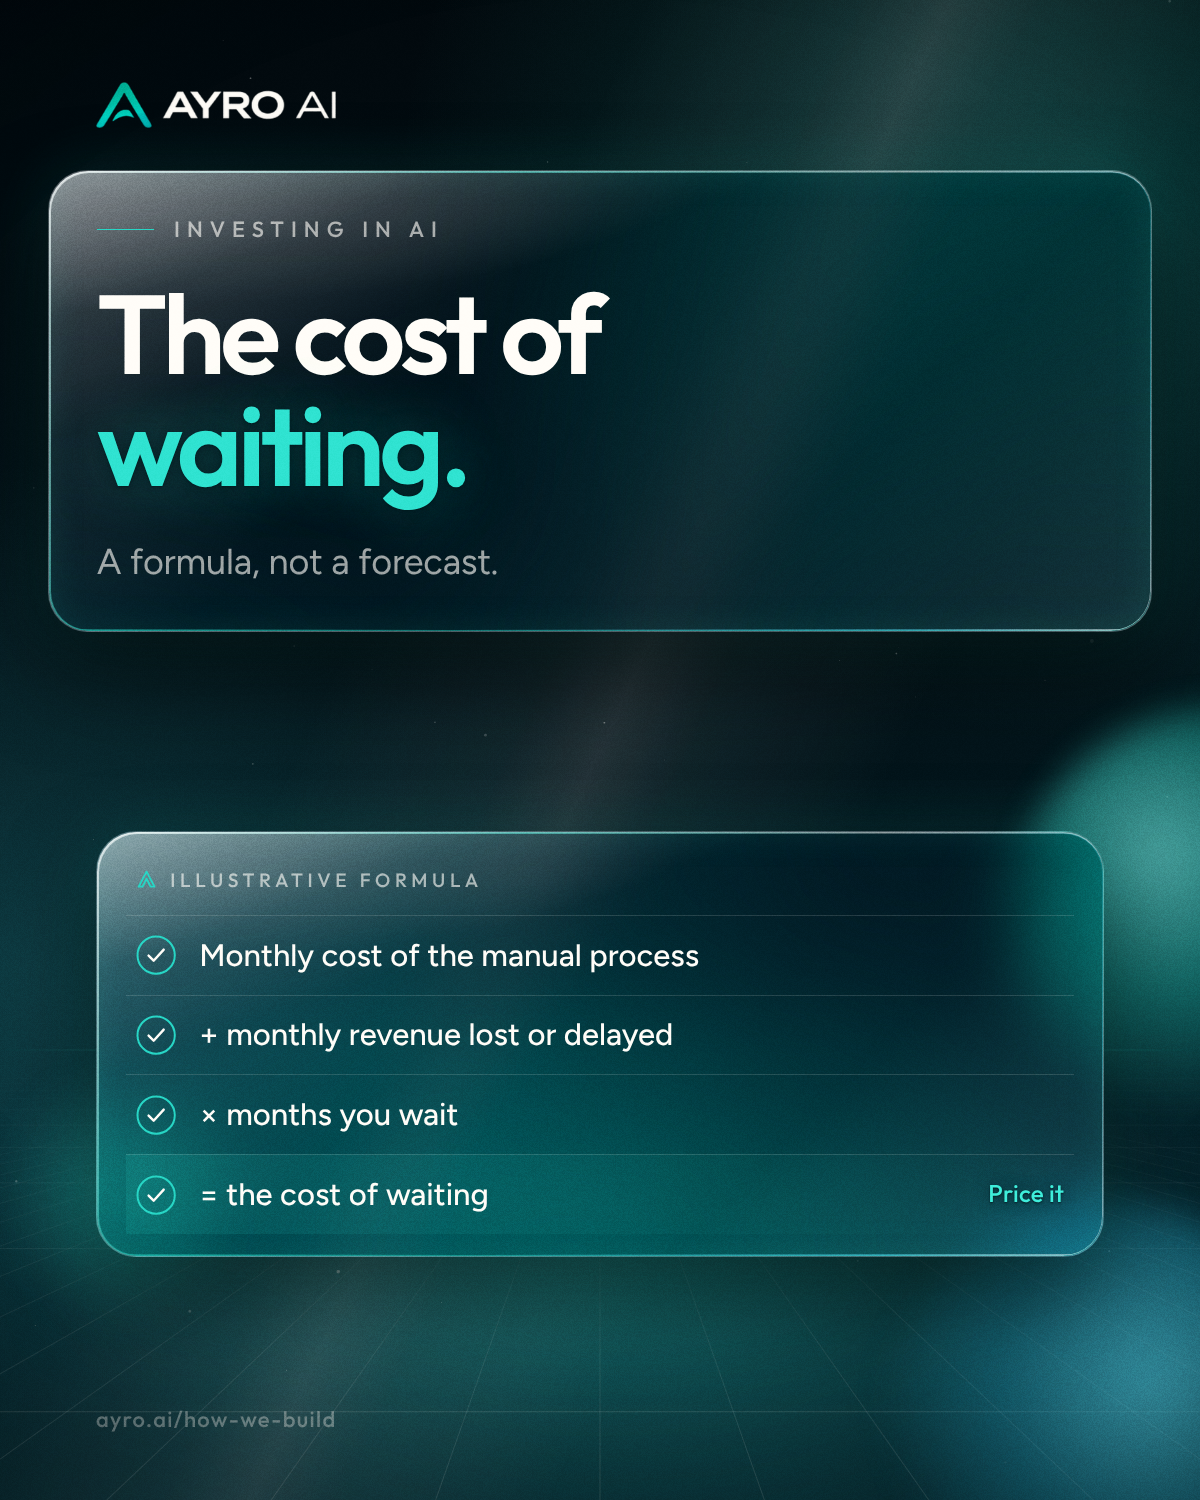 AYRO AI
INVESTING IN AI
The cost of
waiting.
A formula, not a forecast.
ILLUSTRATIVE FORMULA
Monthly cost of the manual process
+ monthly revenue lost or delayed
× months you wait
= the cost of waiting
Price it
ayro.ai/how-we-build